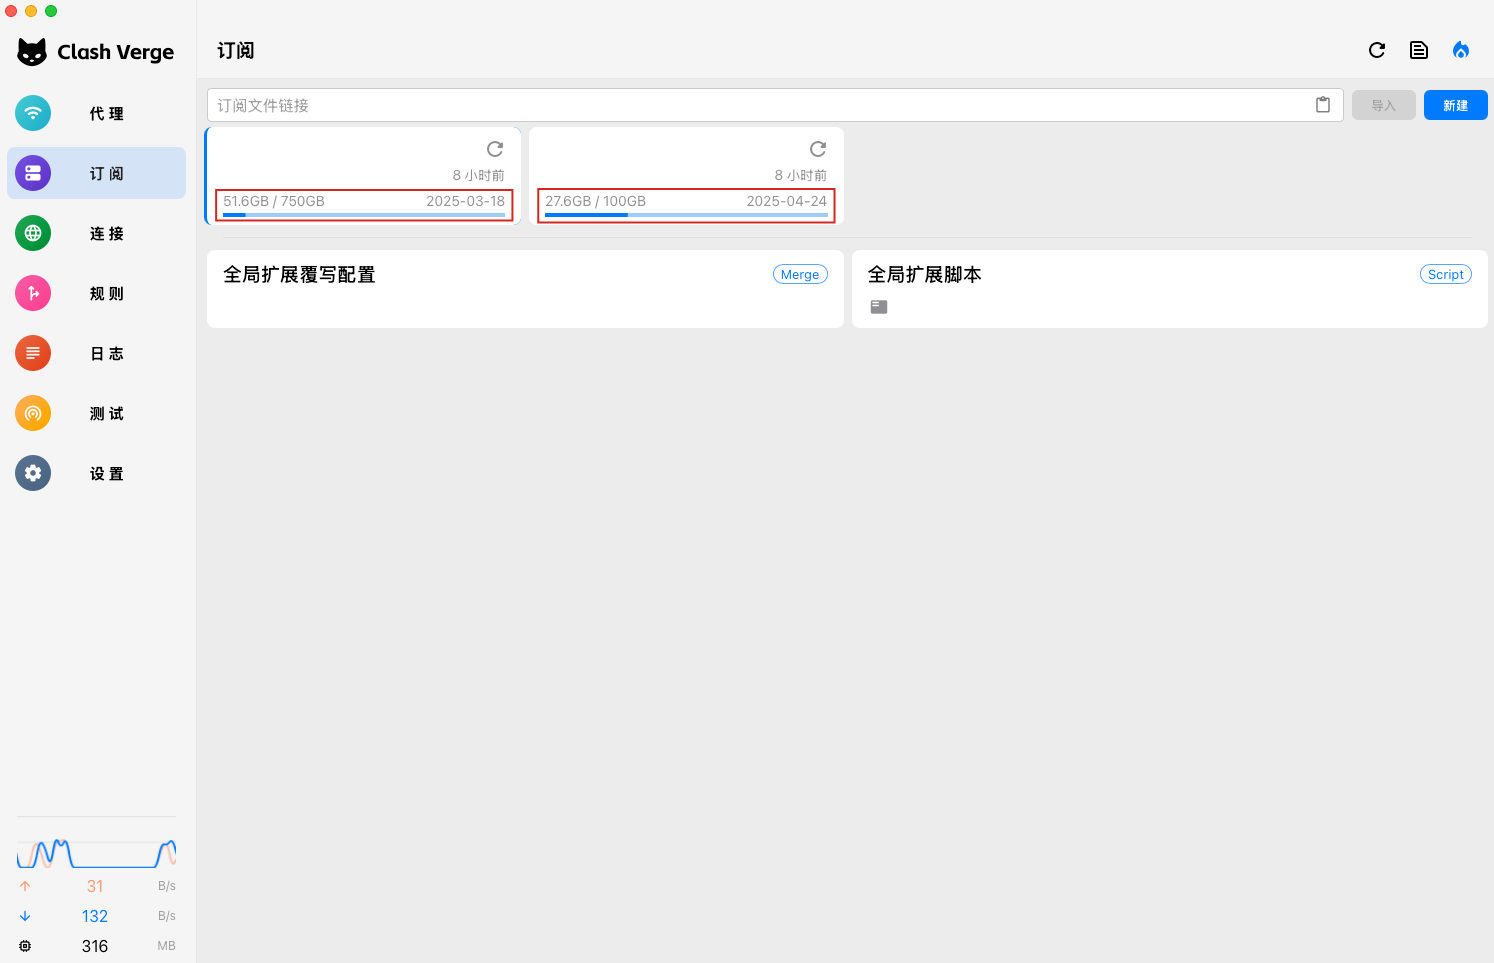 Clash Verge
代 理
订 阅
连 接
规 则
日 志
测 试
设 置
31 B/s
132 B/s
316 MB
订阅
订阅文件链接
导入
新建
8 小时前
51.6GB / 750GB 2025-03-18
8 小时前
27.6GB / 100GB 2025-04-24
全局扩展覆写配置 Merge
全局扩展脚本 Script